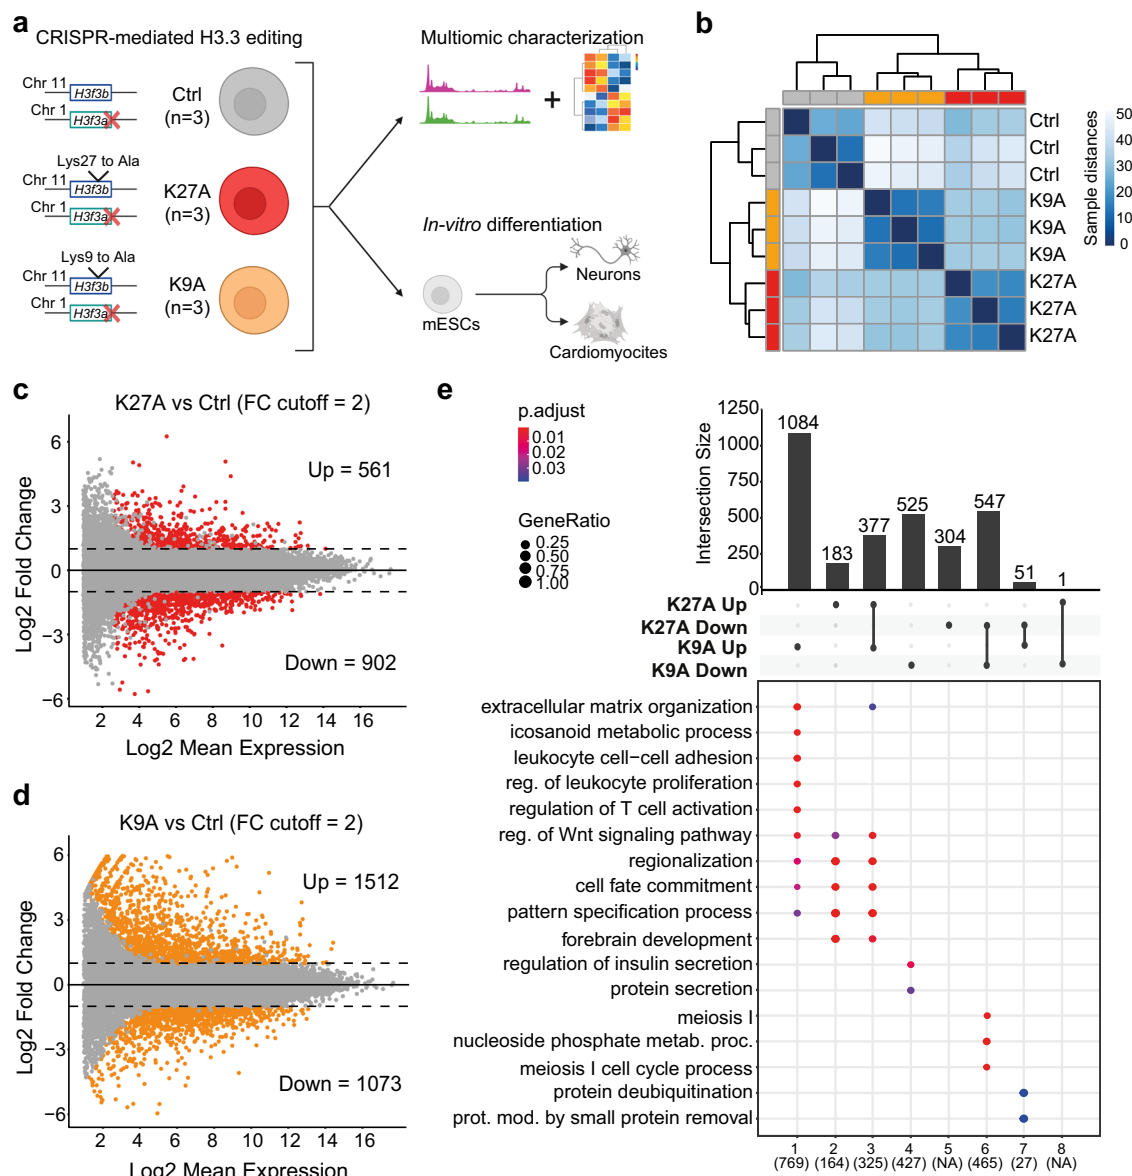 a
CRISPR-mediated H3.3 editing
Chr 11
H3f3b
Chr 1
H3f3a
Ctrl
(n=3)
Lys27 to Ala
Chr 11
H3f3b
Chr 1
H3f3a
K27A
(n=3)
Lys9 to Ala
Chr 11
H3f3b
Chr 1
H3f3a
K9A
(n=3)
Multiomic characterization
+
In-vitro differentiation
mESCs
Neurons
Cardiomyocites
b
Ctrl
Ctrl
Ctrl
K9A
K9A
K9A
K27A
K27A
K27A
50
40
30
20
10
0
Sample distances
c
K27A vs Ctrl (FC cutoff = 2)
Up = 561
Down = 902
Log2 Fold Change
6
3
0
−3
−6
2 4 6 8 10 12 14 16
Log2 Mean Expression
d
K9A vs Ctrl (FC cutoff = 2)
Up = 1512
Down = 1073
Log2 Fold Change
6
3
0
−3
−6
2 4 6 8 10 12 14 16
Log2 Mean Expression
e
p.adjust
0.01
0.02
0.03
GeneRatio
0.25
0.50
0.75
1.00
Intersection Size
1250
1000
750
500
250
0
1084
183
377
525
304
547
51
1
K27A Up
K27A Down
K9A Up
K9A Down
extracellular matrix organization
icosanoid metabolic process
leukocyte cell−cell adhesion
reg. of leukocyte proliferation
regulation of T cell activation
reg. of Wnt signaling pathway
regionalization
cell fate commitment
pattern specification process
forebrain development
regulation of insulin secretion
protein secretion
meiosis I
nucleoside phosphate metab. proc.
meiosis I cell cycle process
protein deubiquitination
prot. mod. by small protein removal
1 2 3 4 5 6 7 8
(769) (164) (325) (427) (NA) (465) (27) (NA)